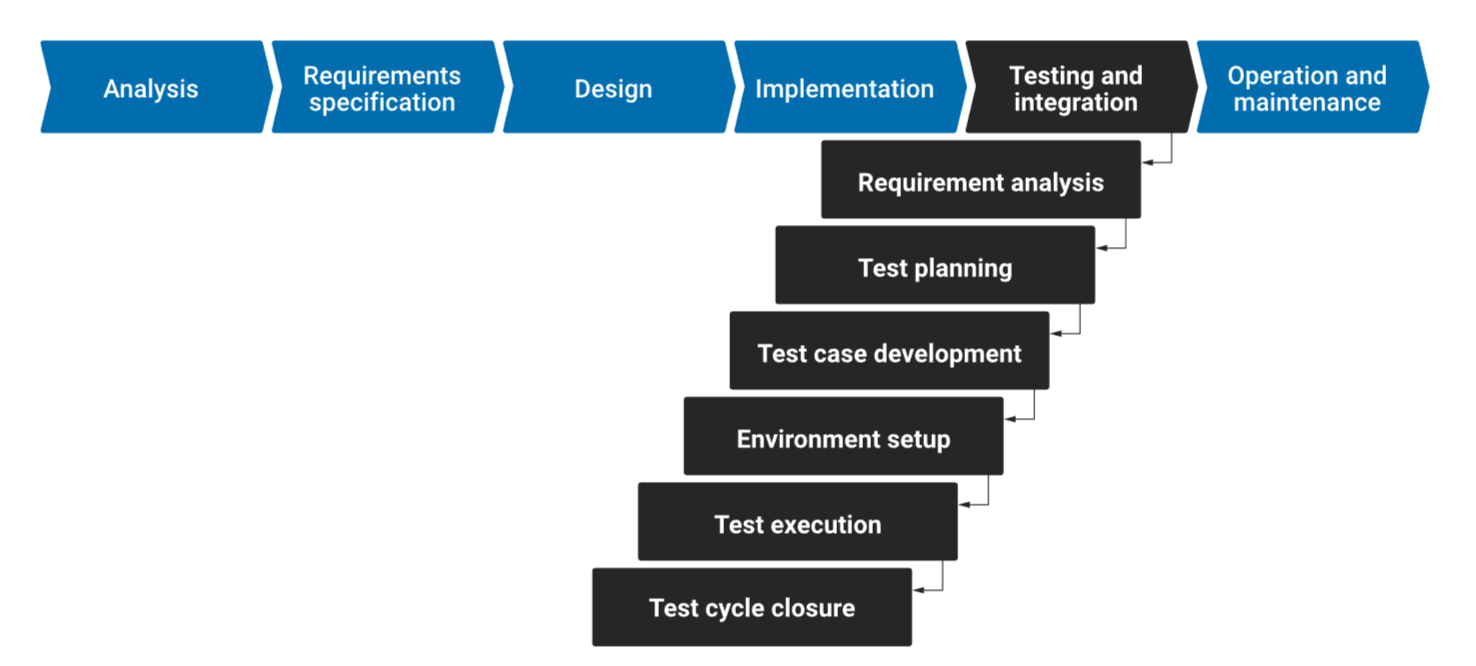 Analysis
Requirements
specification
Design
Implementation
Testing and
integration
Operation and
maintenance
Requirement analysis
Test planning
Test case development
Environment setup
Test execution
Test cycle closure